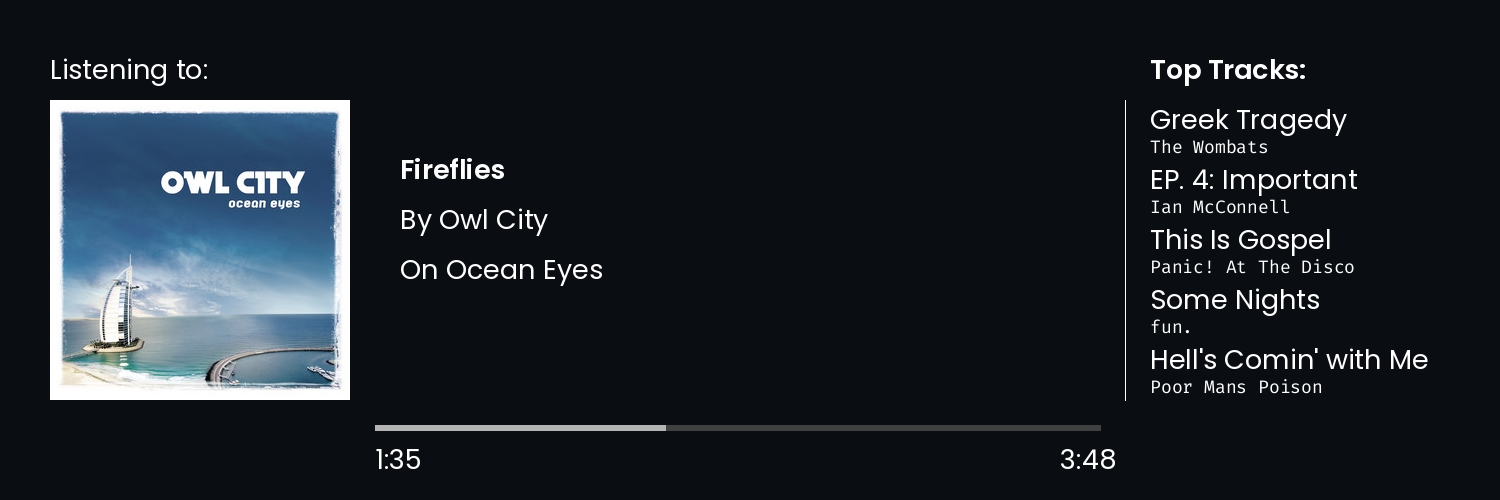 Listening to:
OWL CITY
ocean eyes
Fireflies
By Owl City
On Ocean Eyes
1:35
3:48
Top Tracks:
Greek Tragedy
The Wombats
EP. 4: Important
Ian McConnell
This Is Gospel
Panic! At The Disco
Some Nights
fun.
Hell's Comin' with Me
Poor Mans Poison